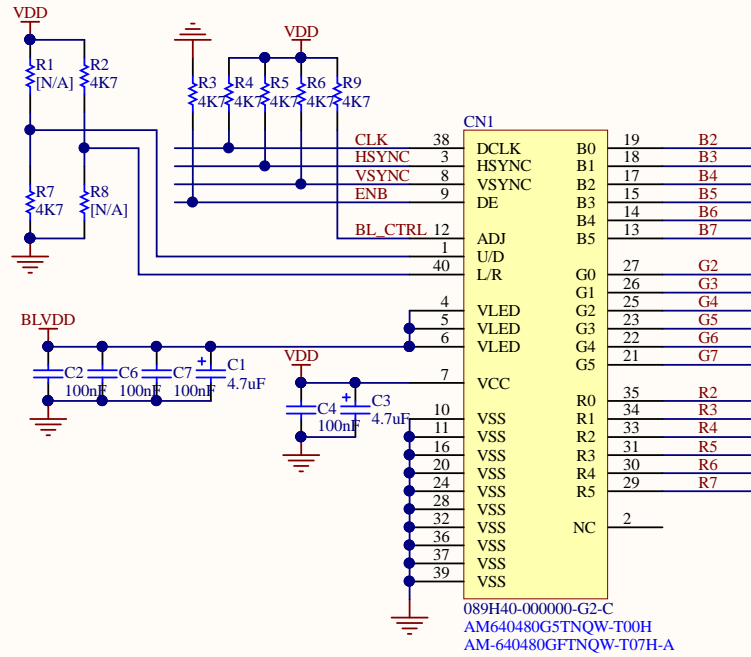 VDD
R1
[N/A]
R2
4K7
R7
4K7
R8
[N/A]
VDD
R3
4K7
R4
4K7
R5
4K7
R6
4K7
R9
4K7
CN1
CLK 38 DCLK B0 19 B2
HSYNC 3 HSYNC B1 18 B3
VSYNC 8 VSYNC B2 17 B4
ENB 9 DE B3 15 B5
B4 14 B6
BL_CTRL 12 ADJ B5 13 B7
1 U/D
40 L/R G0 27 G2
G1 26 G3
4 VLED G2 25 G4
5 VLED G3 23 G5
6 VLED G4 22 G6
G5 21 G7
BLVDD
C2
100nF
C6
100nF
C7
100nF
+ C1
4.7uF
VDD
7 VCC
C4
100nF
+ C3
4.7uF
R0 35 R2
10 VSS R1 34 R3
11 VSS R2 33 R4
16 VSS R3 31 R5
20 VSS R4 30 R6
24 VSS R5 29 R7
28 VSS
32 VSS NC 2
36 VSS
37 VSS
39 VSS
089H40-000000-G2-C
AM640480G5TNQW-T00H
AM-640480GFTNQW-T07H-A